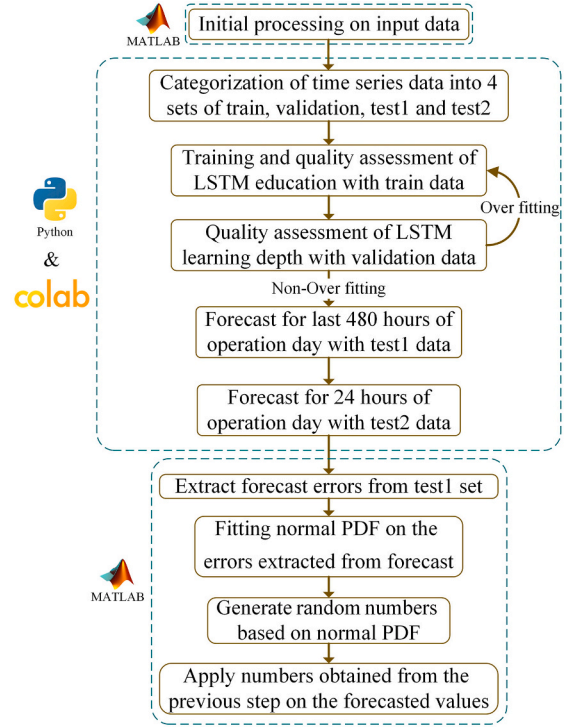 MATLAB
Initial processing on input data
Categorization of time series data into 4
sets of train, validation, test1 and test2
Training and quality assessment of
LSTM education with train data
Over fitting
Python
&
colab
Quality assessment of LSTM
learning depth with validation data
Non-Over fitting
Forecast for last 480 hours of
operation day with test1 data
Forecast for 24 hours of
operation day with test2 data
Extract forecast errors from test1 set
Fitting normal PDF on the
errors extracted from forecast
MATLAB
Generate random numbers
based on normal PDF
Apply numbers obtained from the
previous step on the forecasted values